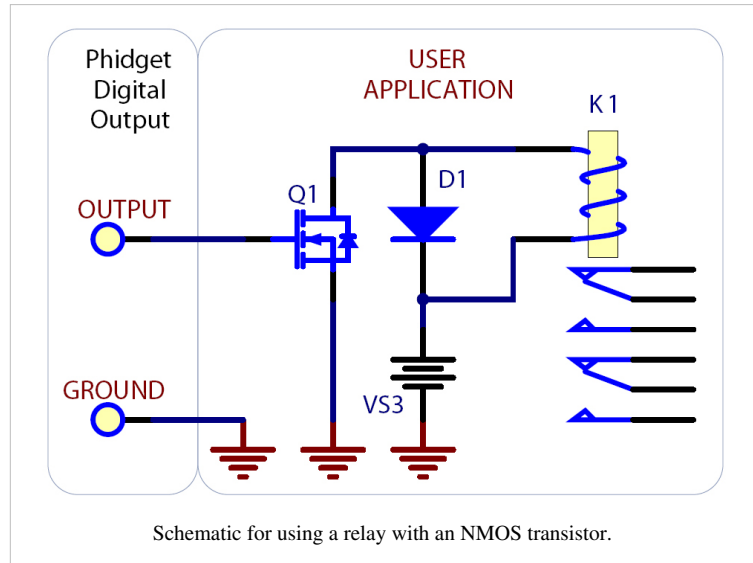 Phidget
Digital
Output
USER
APPLICATION
K1
D1
Q1
OUTPUT
GROUND
VS3
Schematic for using a relay with an NMOS transistor.